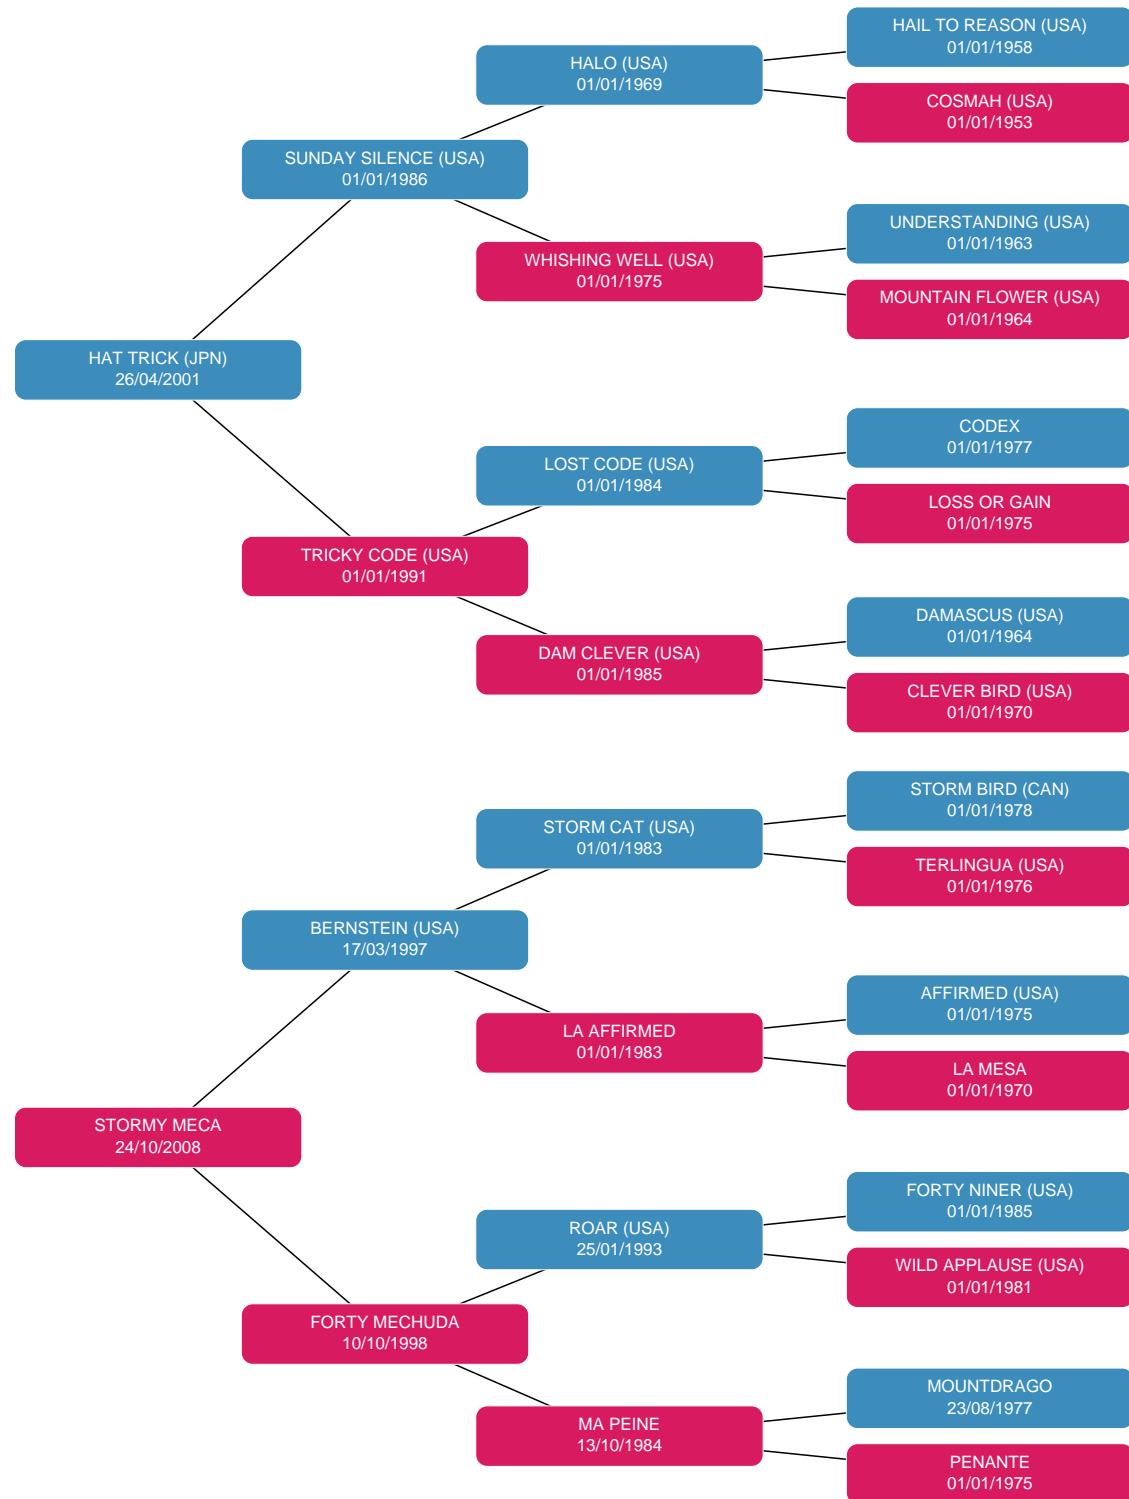 HAIL TO REASON (USA)
01/01/1958
HALO (USA)
01/01/1969
COSMAH (USA)
01/01/1953
SUNDAY SILENCE (USA)
01/01/1986
UNDERSTANDING (USA)
01/01/1963
WHISHING WELL (USA)
01/01/1975
MOUNTAIN FLOWER (USA)
01/01/1964
HAT TRICK (JPN)
26/04/2001
CODEX
01/01/1977
LOST CODE (USA)
01/01/1984
LOSS OR GAIN
01/01/1975
TRICKY CODE (USA)
01/01/1991
DAMASCUS (USA)
01/01/1964
DAM CLEVER (USA)
01/01/1985
CLEVER BIRD (USA)
01/01/1970
STORM BIRD (CAN)
01/01/1978
STORM CAT (USA)
01/01/1983
TERLINGUA (USA)
01/01/1976
BERNSTEIN (USA)
17/03/1997
AFFIRMED (USA)
01/01/1975
LA AFFIRMED
01/01/1983
LA MESA
01/01/1970
STORMY MECA
24/10/2008
FORTY NINER (USA)
01/01/1985
ROAR (USA)
25/01/1993
WILD APPLAUSE (USA)
01/01/1981
FORTY MECHUDA
10/10/1998
MOUNTDRAGO
23/08/1977
MA PEINE
13/10/1984
PENANTE
01/01/1975